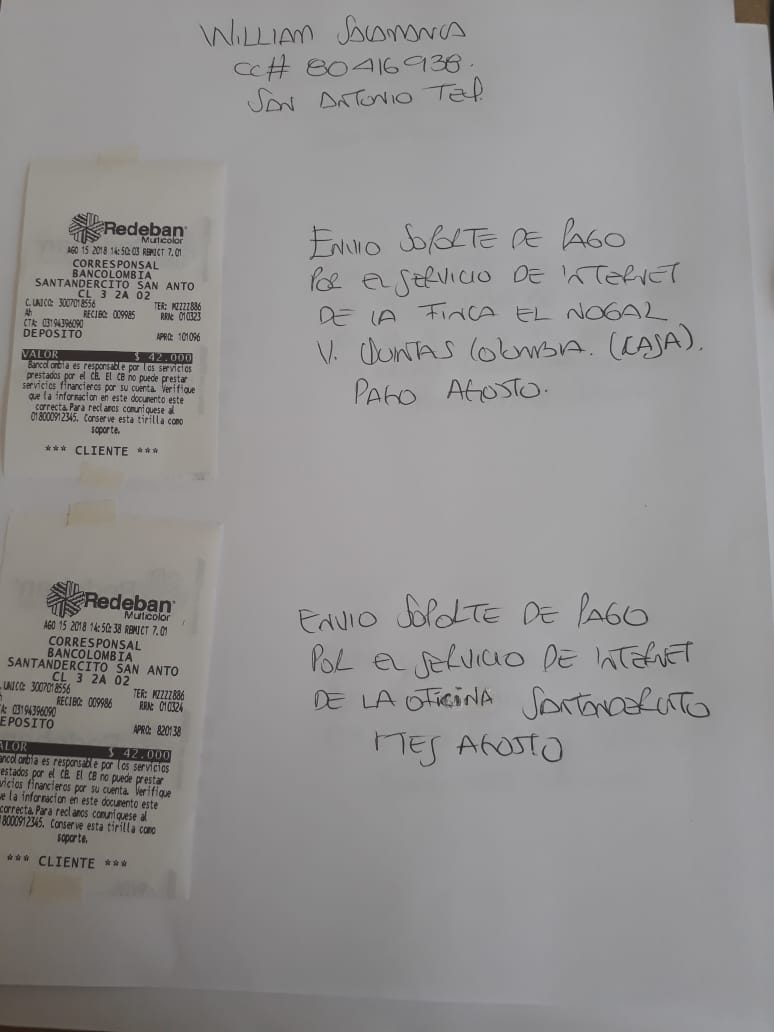 WILLIAM SALAMANCA
CC# 80416938.
SAN ANTONIO TEQ.
Redeban
Multicolor
AGO 15 2018 14:50:03 RBMICT 7.01
CORRESPONSAL
BANCOLOMBIA
SANTANDERCITO SAN ANTO
CL 3 2A 02
C.UNICO: 3007018556 TER: MZZZ1886
Ah RECIBO: 009985 RRN: 010323
CTA: 03194396090
DEPOSITO APRO: 101096
VALOR $ 42.000
Bancolombia es responsable por los servicios
prestados por el CB. El CB no puede prestar
servicios financieros por su cuenta. Verifique
que la informacion en este documento este
correcta. Para reclamos comuniquese al
018000912345. Conserve esta tirilla como
soporte.
*** CLIENTE ***
ENVIO SOPORTE DE PAGO
POR EL SERVICIO DE INTERNET
DE LA FINCA EL NOGAL
V. QUINTAS COLOMBIA. (CASA).
PAGO AGOSTO.
Redeban
Multicolor
AGO 15 2018 14:50:38 RBMICT 7.01
CORRESPONSAL
BANCOLOMBIA
SANTANDERCITO SAN ANTO
CL 3 2A 02
.UNICO: 3007018556 TER: MZZZ1886
RECIBO: 009986 RRN: 010324
A: 03194396090
EPOSITO APRO: 820138
ALOR $ 42.000
ancolombia es responsable por los servicios
estados por el CB. El CB no puede prestar
vicios financieros por su cuenta. Verifique
e la informacion en este documento este
correcta. Para reclamos comuniquese al
18000912345. Conserve esta tirilla como
soporte.
*** CLIENTE ***
ENVIO SOPORTE DE PAGO
POR EL SERVICIO DE INTERNET
DE LA OFICINA SANTANDERCITO
MES AGOSTO